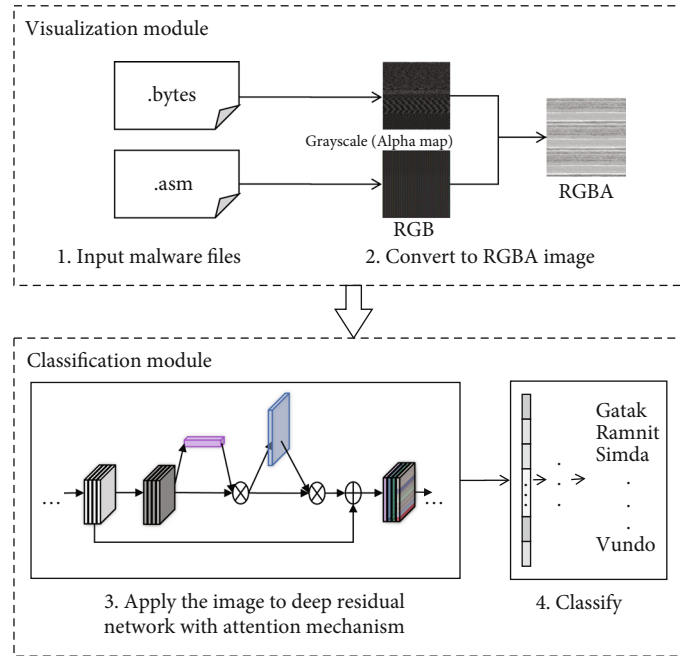 Visualization module
.bytes
Grayscale (Alpha map)
.asm
RGB
RGBA
1. Input malware files
2. Convert to RGBA image
Classification module
...
...
Gatak
Ramnit
Simda
.
.
.
Vundo
3. Apply the image to deep residual
network with attention mechanism
4. Classify